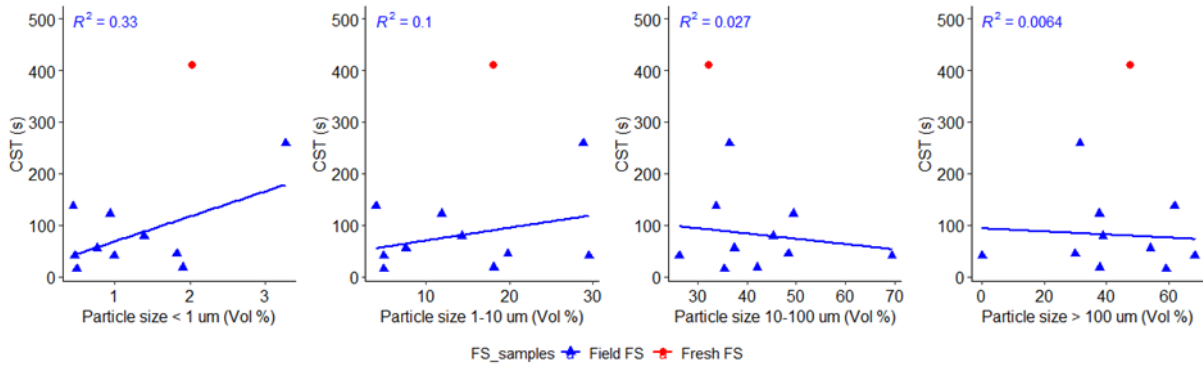 R² = 0.33
500
400
300
200
100
0
CST (s)
1 2 3
Particle size < 1 um (Vol %)
R² = 0.1
500
400
300
200
100
0
CST (s)
10 20 30
Particle size 1-10 um (Vol %)
R² = 0.027
500
400
300
200
100
0
CST (s)
30 40 50 60 70
Particle size 10-100 um (Vol %)
R² = 0.0064
500
400
300
200
100
0
CST (s)
0 20 40 60
Particle size > 100 um (Vol %)
FS_samples Field FS Fresh FS